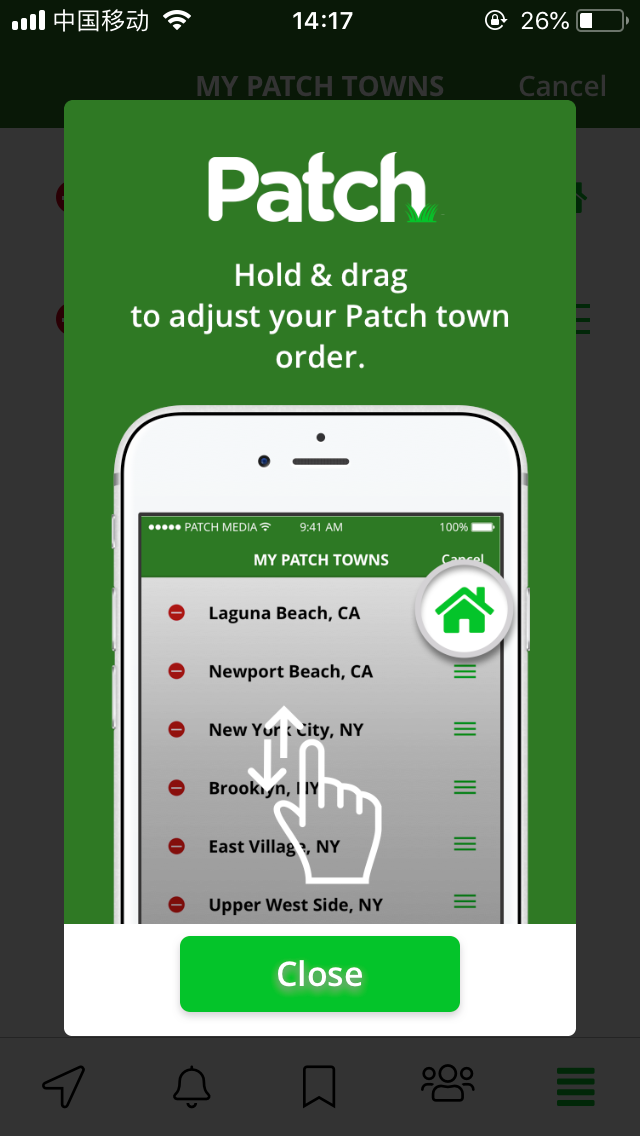 中国移动
14:17
26%
MY PATCH TOWNS
Cancel
Patch
Hold & drag
to adjust your Patch town
order.
PATCH MEDIA
9:41 AM
100%
MY PATCH TOWNS
Cancel
Laguna Beach, CA
Newport Beach, CA
New York City, NY
Brooklyn, NY
East Village, NY
Upper West Side, NY
Close